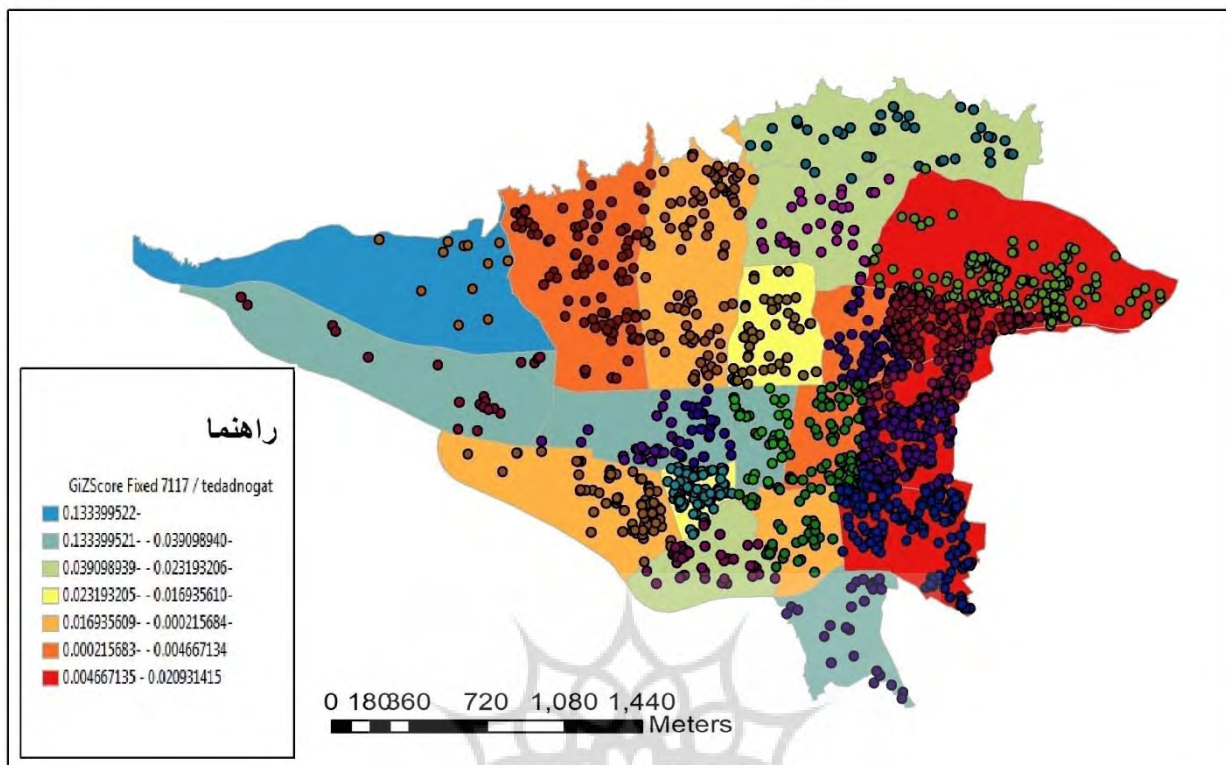 راهنما
GiZScore Fixed 7117 / tedadnogat
0.133399522-
0.133399521- - 0.039098940-
0.039098939- - 0.023193206-
0.023193205- - 0.016935610-
0.016935609- - 0.000215684-
0.000215683- - 0.004667134
0.004667135 - 0.020931415
0 180 360 720 1,080 1,440
Meters